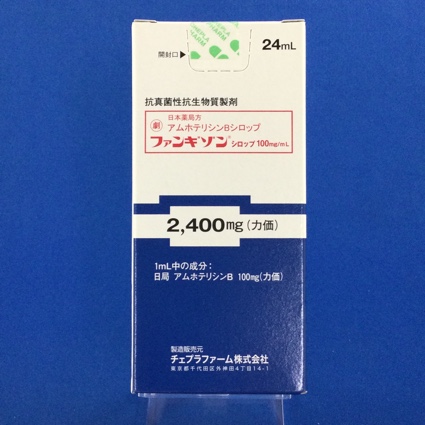 CHEPLAPHARM
24mL
開封口▶
抗真菌性抗生物質製剤
日本薬局方
劇 アムホテリシンBシロップ
ファンギゾン® シロップ 100mg/mL
2,400mg (力価)
1mL中の成分:
日局 アムホテリシンB 100mg(力価)
製造販売元
チェプラファーム株式会社
東京都千代田区外神田4丁目14-1